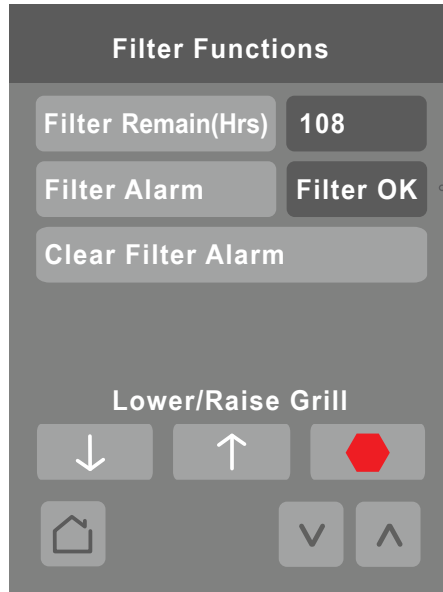 Filter Functions
Filter Remain(Hrs) 108
Filter Alarm Filter OK
Clear Filter Alarm
Lower/Raise Grill